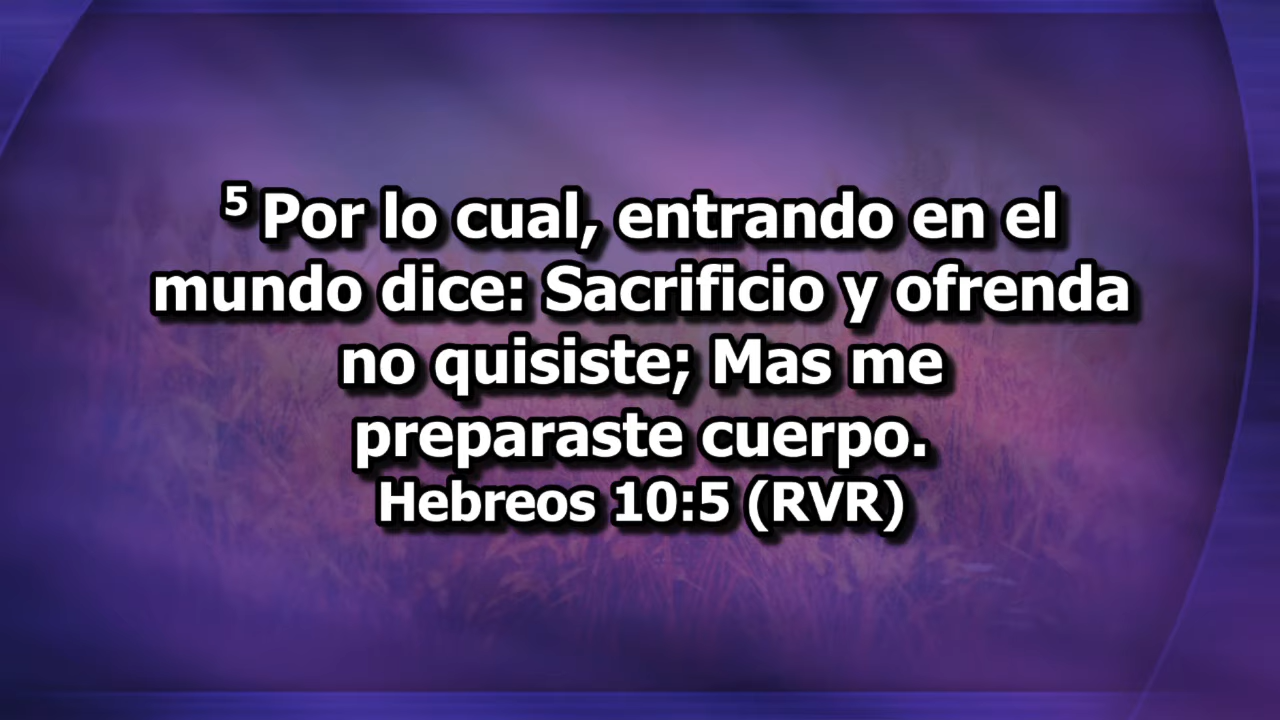 5 Por lo cual, entrando en el
mundo dice: Sacrificio y ofrenda
no quisiste; Mas me
preparaste cuerpo.
Hebreos 10:5 (RVR)